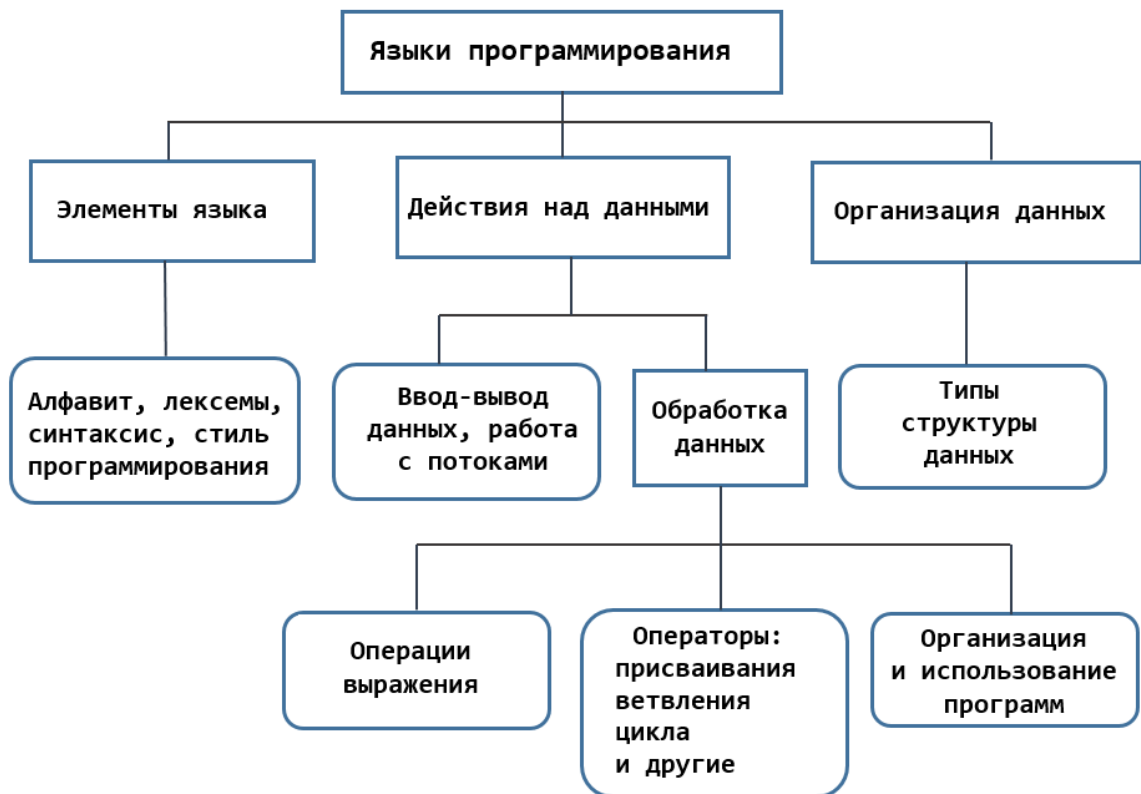 Языки программирования
Элементы языка
Действия над данными
Организация данных
Алфавит, лексемы,
синтаксис, стиль
программирования
Ввод-вывод
данных, работа
с потоками
Обработка
данных
Типы
структуры
данных
Операции
выражения
Операторы:
присваивания
ветвления
цикла
и другие
Организация
и использование
программ